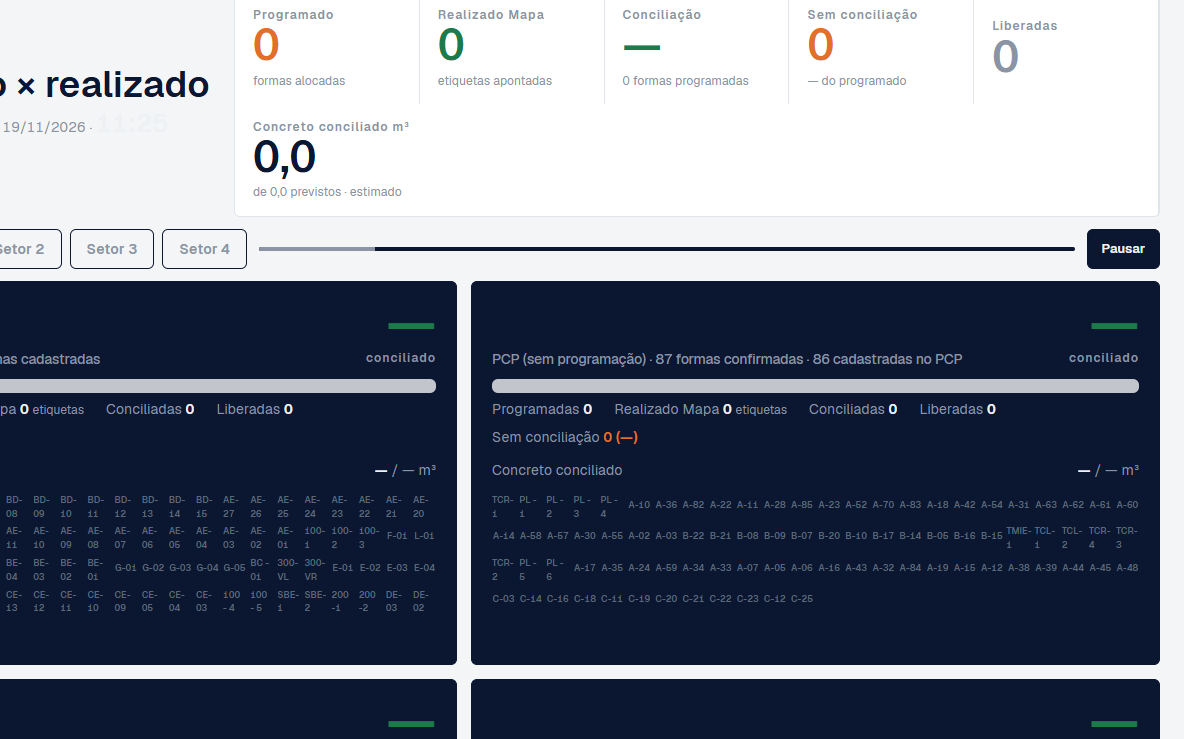 Programado
0
formas alocadas
Realizado Mapa
0
etiquetas apontadas
Conciliação
—
0 formas programadas
Sem conciliação
0
— do programado
Liberadas
0
× realizado
19/11/2026 · 11:25
Concreto conciliado m³
0,0
de 0,0 previstos · estimado
Setor 2
Setor 3
Setor 4
Pausar
—
nas cadastradas
conciliado
pa 0 etiquetas Conciliadas 0 Liberadas 0
— / — m³
BD-08 BD-09 BD-10 BD-11 BD-12 BD-13 BD-14 BD-15 AE-27 AE-26 AE-25 AE-24 AE-23 AE-22 AE-21 AE-20
AE-11 AE-10 AE-09 AE-08 AE-07 AE-06 AE-05 AE-04 AE-03 AE-02 AE-01 100-1 100-2 100-3 F-01 L-01
BE-04 BE-03 BE-02 BE-01 G-01 G-02 G-03 G-04 G-05 BC-01 300-VL 300-VR E-01 E-02 E-03 E-04
CE-13 CE-12 CE-11 CE-10 CE-09 CE-05 CE-04 CE-03 100-4 100-5 SBE-1 SBE-2 200-1 200-2 DE-03 DE-02
—
PCP (sem programação) · 87 formas confirmadas · 86 cadastradas no PCP
conciliado
Programadas 0 Realizado Mapa 0 etiquetas Conciliadas 0 Liberadas 0
Sem conciliação 0 (—)
Concreto conciliado — / — m³
TCR-1 PL-1 PL-2 PL-3 PL-4 A-10 A-36 A-82 A-22 A-11 A-28 A-85 A-23 A-52 A-70 A-83 A-18 A-42 A-54 A-31 A-63 A-62 A-61 A-60
A-14 A-58 A-57 A-30 A-55 A-02 A-03 B-22 B-21 B-08 B-09 B-07 B-20 B-10 B-17 B-14 B-05 B-16 B-15 TMIE-1 TCL-1 TCL-2 TCR-4 TCR-3
TCR-2 PL-5 PL-6 A-17 A-35 A-24 A-59 A-34 A-33 A-07 A-05 A-06 A-16 A-43 A-32 A-84 A-19 A-15 A-12 A-38 A-39 A-44 A-45 A-48
C-03 C-14 C-16 C-18 C-11 C-19 C-20 C-21 C-22 C-23 C-12 C-25
—
—